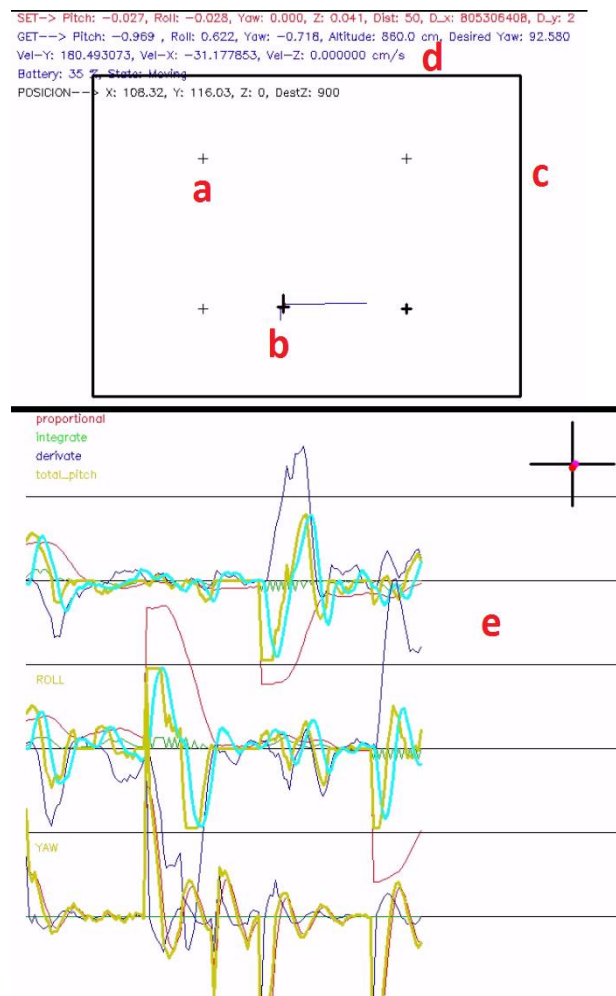 SET-> Pitch: -0.027, Roll: -0.028, Yaw: 0.000, Z: 0.041, Dist: 50, D_x: 805306408, D_y: 2
GET--> Pitch: -0.969 , Roll: 0.622, Yaw: -0.718, Altitude: 860.0 cm, Desired Yaw: 92.580
Vel-Y: 180.493073, Vel-X: -31.177853, Vel-Z: 0.000000 cm/s
Battery: 35 %, State: Moving
d
POSICION--> X: 108.32, Y: 116.03, Z: 0, DestZ: 900
a
c
b
proportional
integrate
derivate
total_pitch
e
ROLL
YAW